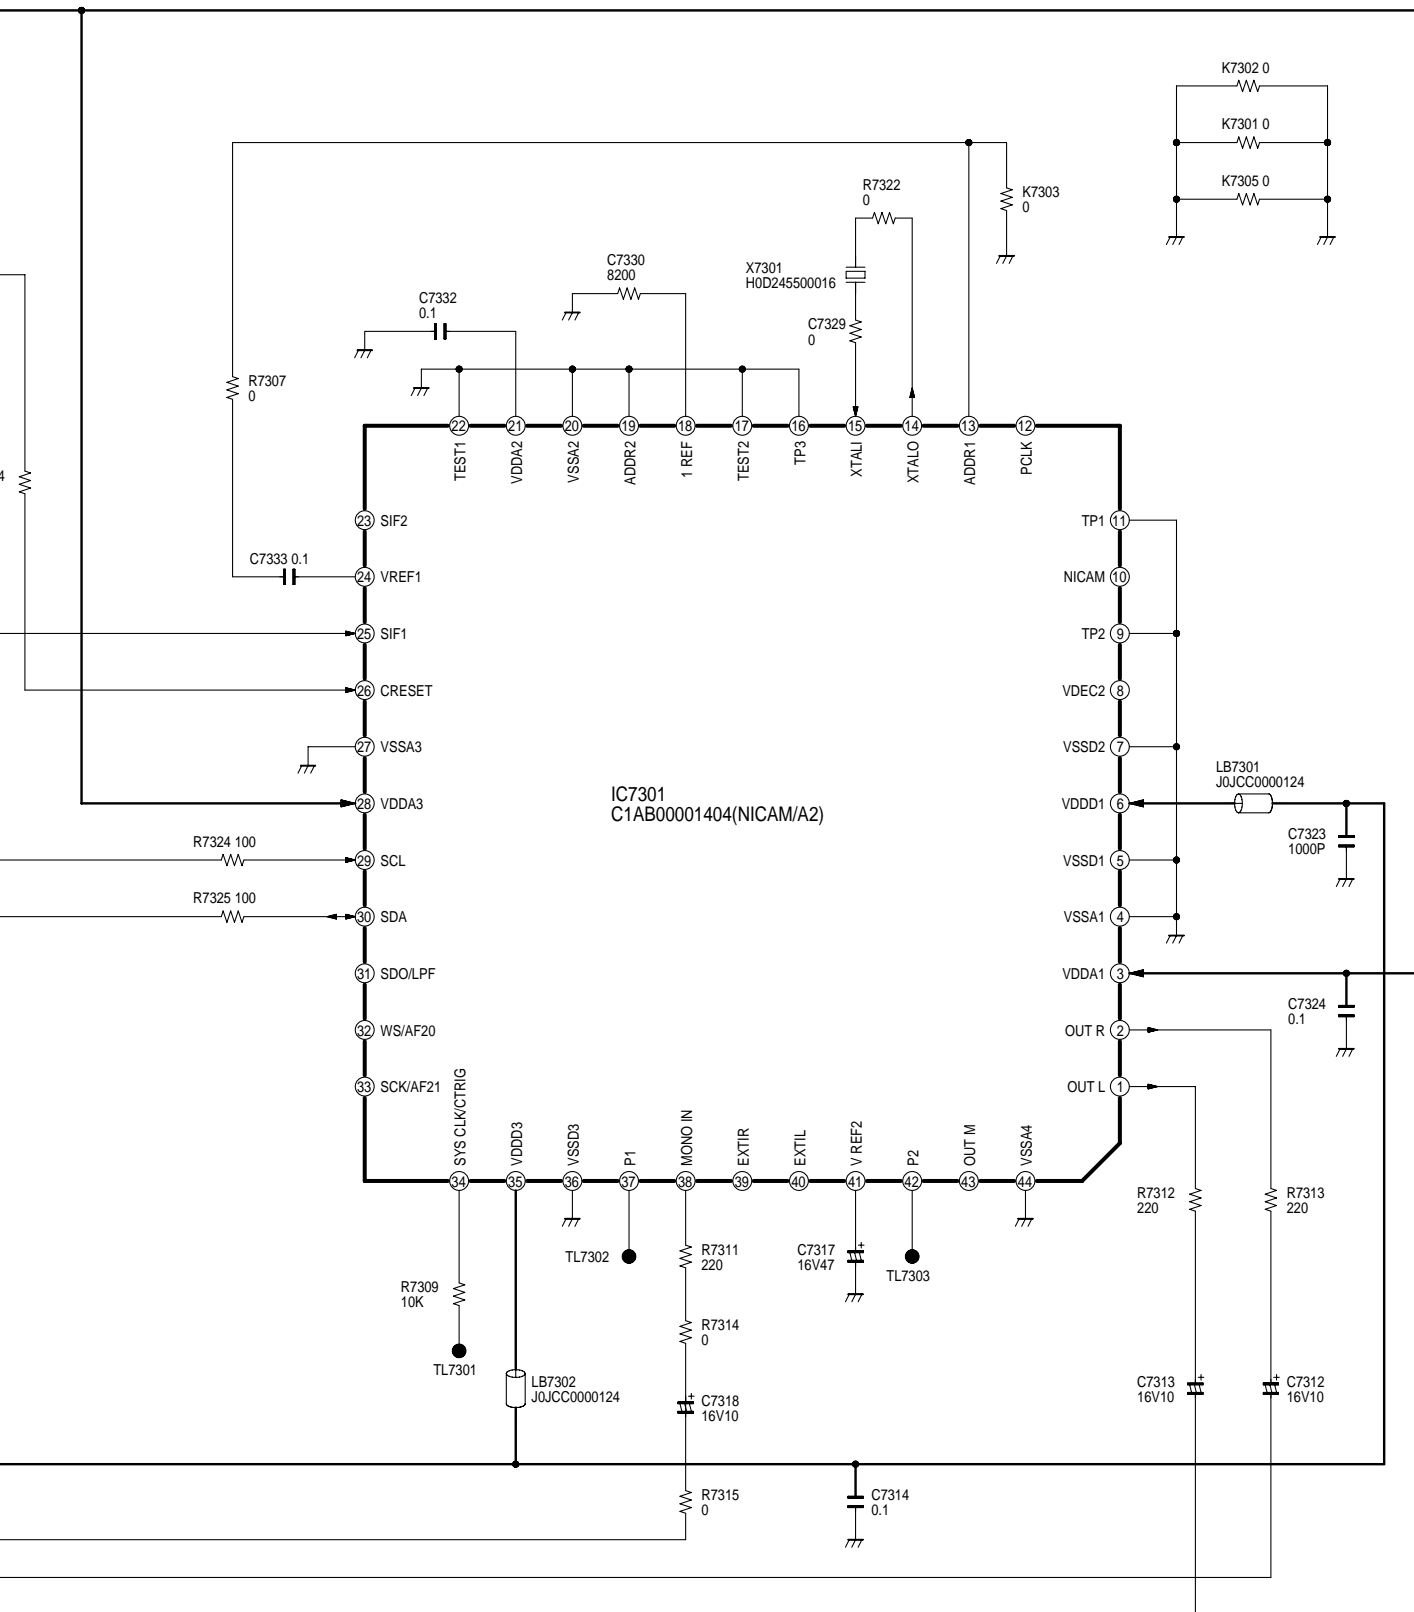 K7302 0
K7301 0
K7305 0
R7322
0
K7303
0
C7330
8200
X7301
H0D245500016
C7332
0.1
C7329
0
R7307
0
22 21 20 19 18 17 16 15 14 13 12
TEST1
VDDA2
VSSA2
ADDR2
1 REF
TEST2
TP3
XTALI
XTALO
ADDR1
PCLK
4
23 SIF2
TP1 11
C7333 0.1
24 VREF1
NICAM 10
25 SIF1
TP2 9
26 CRESET
VDEC2 8
27 VSSA3
VSSD2 7
LB7301
J0JCC0000124
IC7301
C1AB00001404(NICAM/A2)
28 VDDA3
VDDD1 6
C7323
1000P
R7324 100
29 SCL
VSSD1 5
R7325 100
30 SDA
VSSA1 4
31 SDO/LPF
VDDA1 3
C7324
0.1
32 WS/AF20
OUT R 2
33 SCK/AF21
OUT L 1
SYS CLK/CTRIG
VDDD3
VSSD3
P1
MONO IN
EXTIR
EXTIL
V REF2
P2
OUT M
VSSA4
34 35 36 37 38 39 40 41 42 43 44
R7312
220
R7313
220
TL7302
R7311
220
C7317
16V47
TL7303
R7309
10K
R7314
0
TL7301
LB7302
J0JCC0000124
C7318
16V10
C7313
16V10
C7312
16V10
R7315
0
C7314
0.1